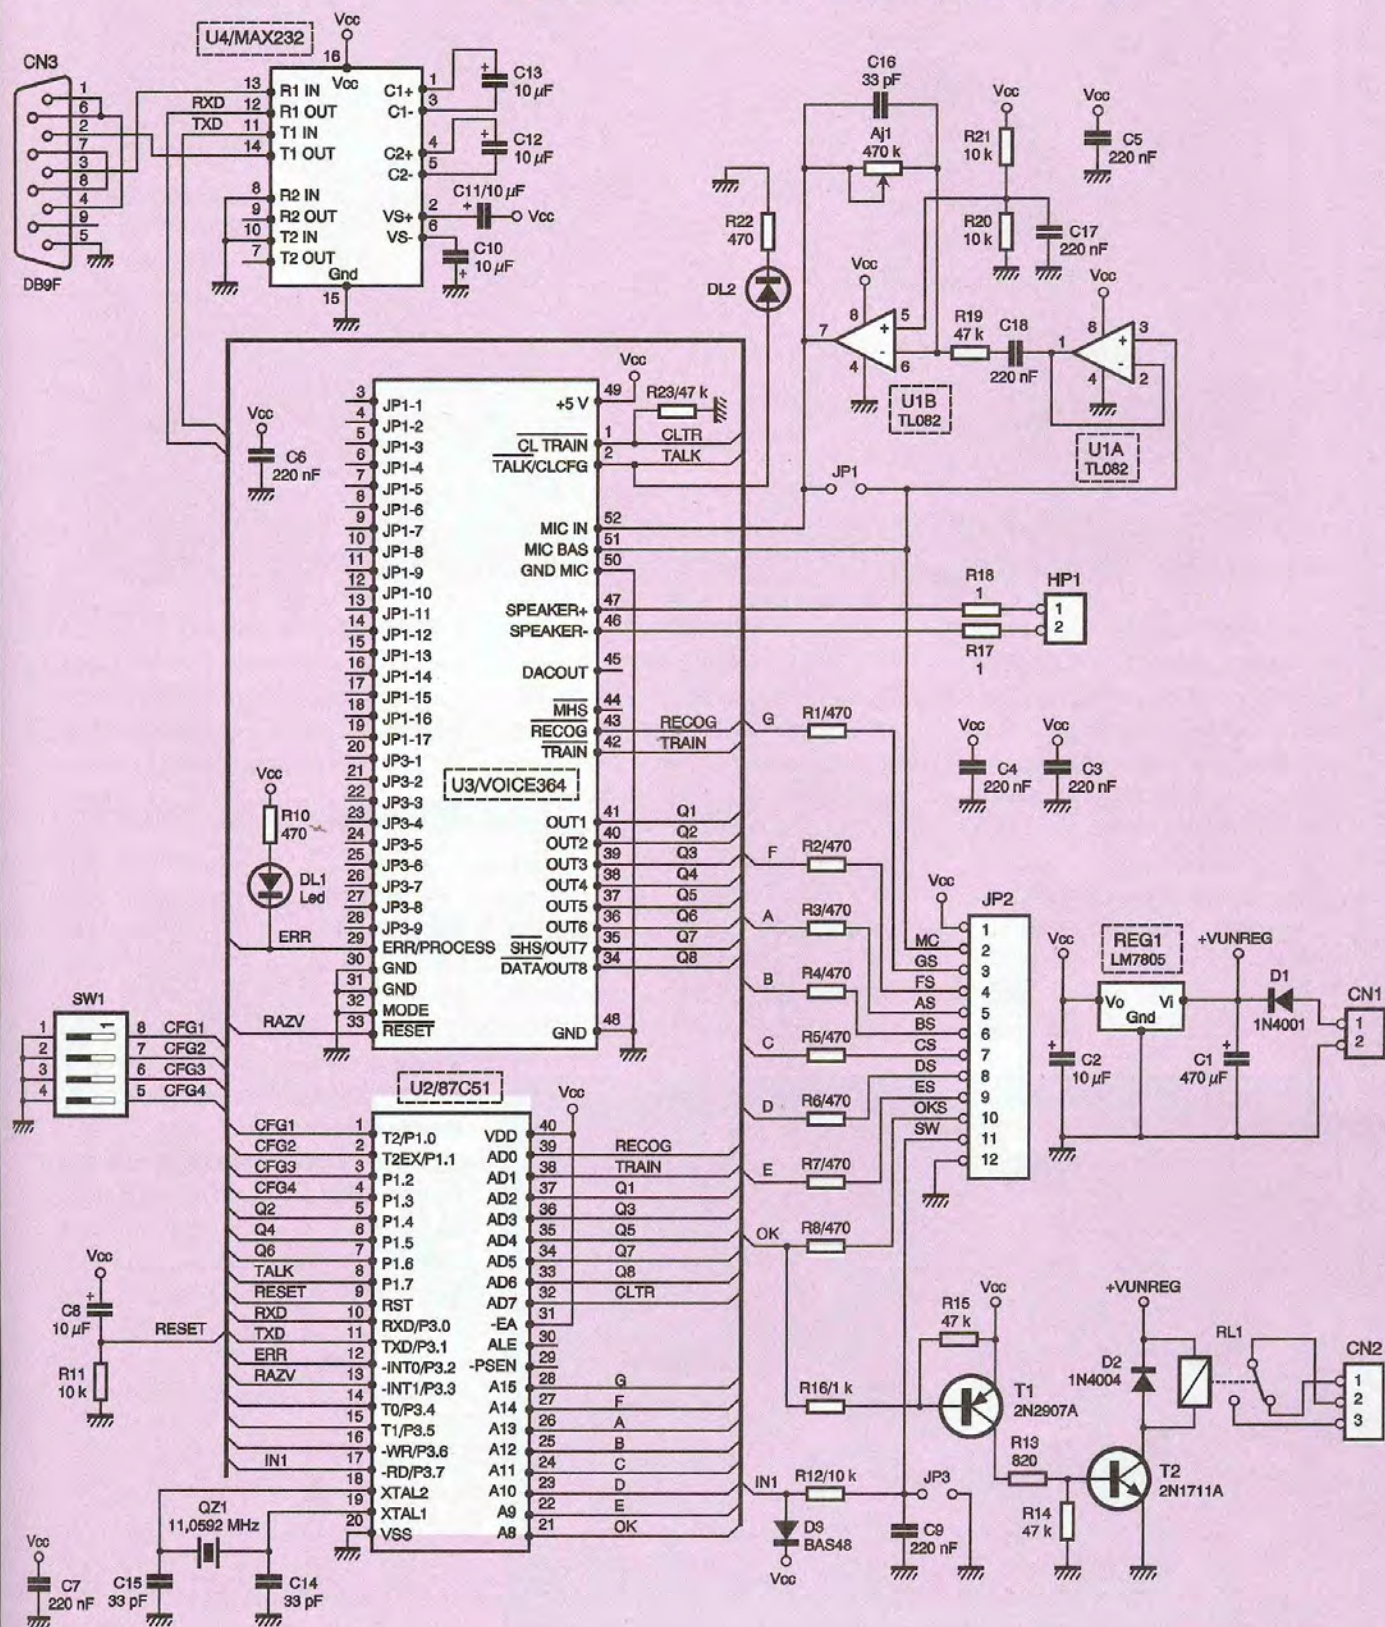 U4/MAX232
Vcc
16
Vcc
CN3
1
6
2
7
3
8
4
9
5
DB9F
RXD
TXD
13
12
11
14
8
9
10
7
R1 IN
R1 OUT
T1 IN
T1 OUT
R2 IN
R2 OUT
T2 IN
T2 OUT
Gnd
15
C1+
C1-
C2+
C2-
VS+
VS-
1
3
4
5
2
6
C13
10 µF
C12
10 µF
C11/10 µF
Vcc
C10
10 µF
C16
33 pF
Aj1
470 k
Vcc
R21
10 k
R20
10 k
C17
220 nF
Vcc
C5
220 nF
R22
470
DL2
Vcc
8
5
+
7
-
4
6
U1B
TL082
R19
47 k
C18
220 nF
Vcc
8
3
1
+
-
4
2
U1A
TL082
JP1
Vcc
C6
220 nF
3 JP1-1
4 JP1-2
5 JP1-3
6 JP1-4
7 JP1-5
8 JP1-6
9 JP1-7
10 JP1-8
11 JP1-9
12 JP1-10
13 JP1-11
14 JP1-12
15 JP1-13
16 JP1-14
17 JP1-15
18 JP1-16
19 JP1-17
20 JP3-1
21 JP3-2
22 JP3-3
23 JP3-4
24 JP3-5
25 JP3-6
26 JP3-7
27 JP3-8
28 JP3-9
ERR 29 ERR/PROCESS
30 GND
31 GND
32 MODE
RAZV 33 RESET
U3/VOICE364
Vcc
+5 V 49
R23/47 k
CL TRAIN 1 CLTR
TALK/CLCFG 2 TALK
MIC IN 52
MIC BAS 51
GND MIC 50
SPEAKER+ 47
SPEAKER- 46
DACOUT 45
MHS 44
RECOG 43 RECOG
TRAIN 42 TRAIN
OUT1 41 Q1
OUT2 40 Q2
OUT3 39 Q3
OUT4 38 Q4
OUT5 37 Q5
OUT6 36 Q6
SHS/OUT7 35 Q7
DATA/OUT8 34 Q8
GND 48
Vcc
R10
470
DL1
Led
R18
1
HP1
1
2
R17
1
Vcc
C4
220 nF
Vcc
C3
220 nF
G R1/470
F R2/470
A R3/470
B R4/470
C R5/470
D R6/470
E R7/470
OK R8/470
Vcc
JP2
1
MC 2
GS 3
FS 4
AS 5
BS 6
CS 7
DS 8
ES 9
OKS 10
SW 11
12
Vcc
REG1
LM7805
+VUNREG
Vo
Vi
Gnd
D1
1N4001
CN1
1
2
C2
10 µF
C1
470 µF
SW1
1
1 8 CFG1
2 7 CFG2
3 6 CFG3
4 5 CFG4
U2/87C51
Vcc
CFG1 1 T2/P1.0
CFG2 2 T2EX/P1.1
CFG3 3 P1.2
CFG4 4 P1.3
Q2 5 P1.4
Q4 6 P1.5
Q6 7 P1.6
TALK 8 P1.7
RESET 9 RST
RXD 10 RXD/P3.0
TXD 11 TXD/P3.1
ERR 12 -INT0/P3.2
RAZV 13 -INT1/P3.3
14 T0/P3.4
15 T1/P3.5
16 -WR/P3.6
IN1 17 -RD/P3.7
18 XTAL2
19 XTAL1
20 VSS
VDD 40
AD0 39 RECOG
AD1 38 TRAIN
AD2 37 Q1
AD3 36 Q3
AD4 35 Q5
AD5 34 Q7
AD6 33 Q8
AD7 32 CLTR
-EA 31
ALE 30
-PSEN 29
A15 28 G
A14 27 F
A13 26 A
A12 25 B
A11 24 C
A10 23 D
A9 22 E
A8 21 OK
Vcc
C8
10 µF
RESET
R11
10 k
QZ1
11,0592 MHz
Vcc
C7
220 nF
C15
33 pF
C14
33 pF
Vcc
R15
47 k
R16/1 k
T1
2N2907A
R13
820
R14
47 k
T2
2N1711A
+VUNREG
D2
1N4004
RL1
CN2
1
2
3
IN1
R12/10 k
JP3
D3
BAS48
Vcc
C9
220 nF